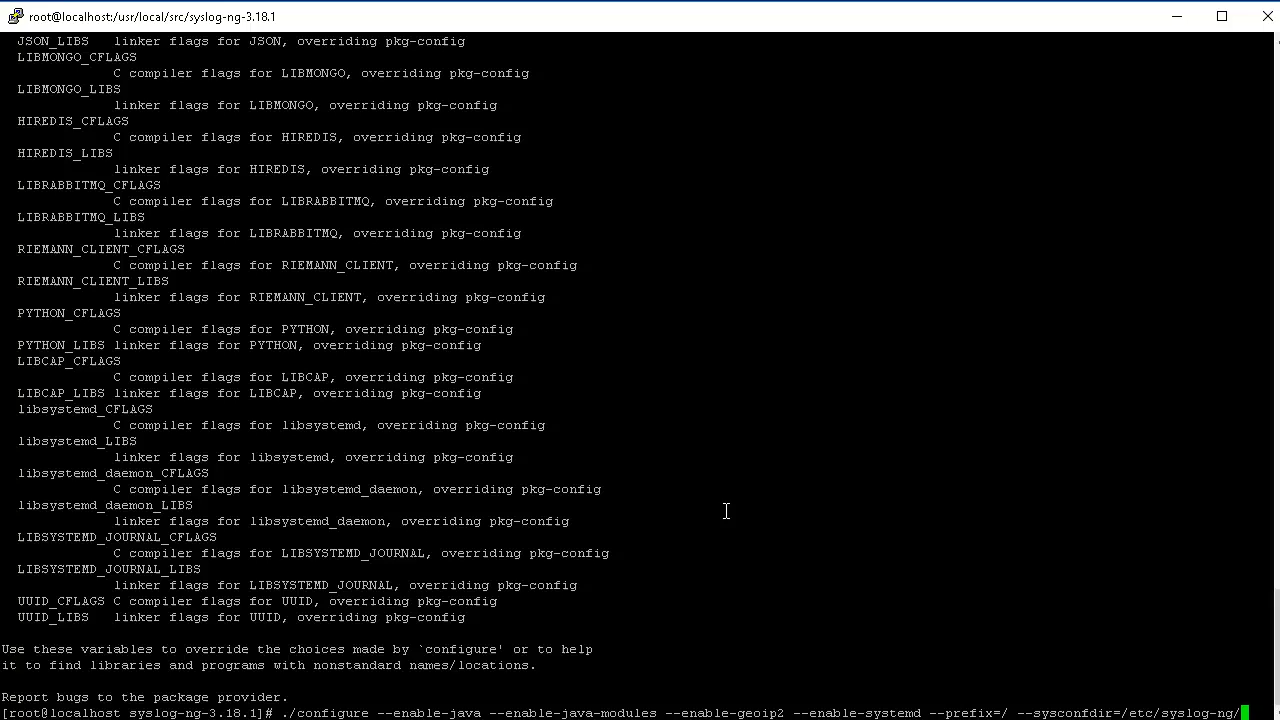 root@localhost:/usr/local/src/syslog-ng-3.18.1
JSON_LIBS   linker flags for JSON, overriding pkg-config
LIBMONGO_CFLAGS
C compiler flags for LIBMONGO, overriding pkg-config
LIBMONGO_LIBS
linker flags for LIBMONGO, overriding pkg-config
HIREDIS_CFLAGS
C compiler flags for HIREDIS, overriding pkg-config
HIREDIS_LIBS
linker flags for HIREDIS, overriding pkg-config
LIBRABBITMQ_CFLAGS
C compiler flags for LIBRABBITMQ, overriding pkg-config
LIBRABBITMQ_LIBS
linker flags for LIBRABBITMQ, overriding pkg-config
RIEMANN_CLIENT_CFLAGS
C compiler flags for RIEMANN_CLIENT, overriding pkg-config
RIEMANN_CLIENT_LIBS
linker flags for RIEMANN_CLIENT, overriding pkg-config
PYTHON_CFLAGS
C compiler flags for PYTHON, overriding pkg-config
PYTHON_LIBS linker flags for PYTHON, overriding pkg-config
LIBCAP_CFLAGS
C compiler flags for LIBCAP, overriding pkg-config
LIBCAP_LIBS linker flags for LIBCAP, overriding pkg-config
libsystemd_CFLAGS
C compiler flags for libsystemd, overriding pkg-config
libsystemd_LIBS
linker flags for libsystemd, overriding pkg-config
libsystemd_daemon_CFLAGS
C compiler flags for libsystemd_daemon, overriding pkg-config
libsystemd_daemon_LIBS
linker flags for libsystemd_daemon, overriding pkg-config
LIBSYSTEMD_JOURNAL_CFLAGS
C compiler flags for LIBSYSTEMD_JOURNAL, overriding pkg-config
LIBSYSTEMD_JOURNAL_LIBS
linker flags for LIBSYSTEMD_JOURNAL, overriding pkg-config
UUID_CFLAGS C compiler flags for UUID, overriding pkg-config
UUID_LIBS   linker flags for UUID, overriding pkg-config
Use these variables to override the choices made by `configure' or to help
it to find libraries and programs with nonstandard names/locations.
Report bugs to the package provider.
[root@localhost syslog-ng-3.18.1]# ./configure --enable-java --enable-java-modules --enable-geoip2 --enable-systemd --prefix=/ --sysconfdir=/etc/syslog-ng/